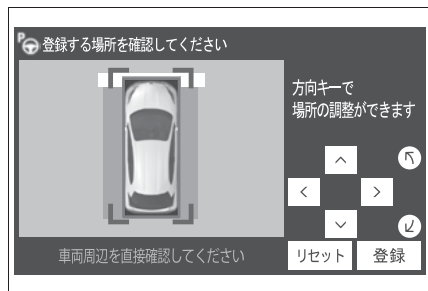 P
登録する場所を確認してください
方向キーで
場所の調整ができます
車両周辺を直接確認してください
リセット
登録